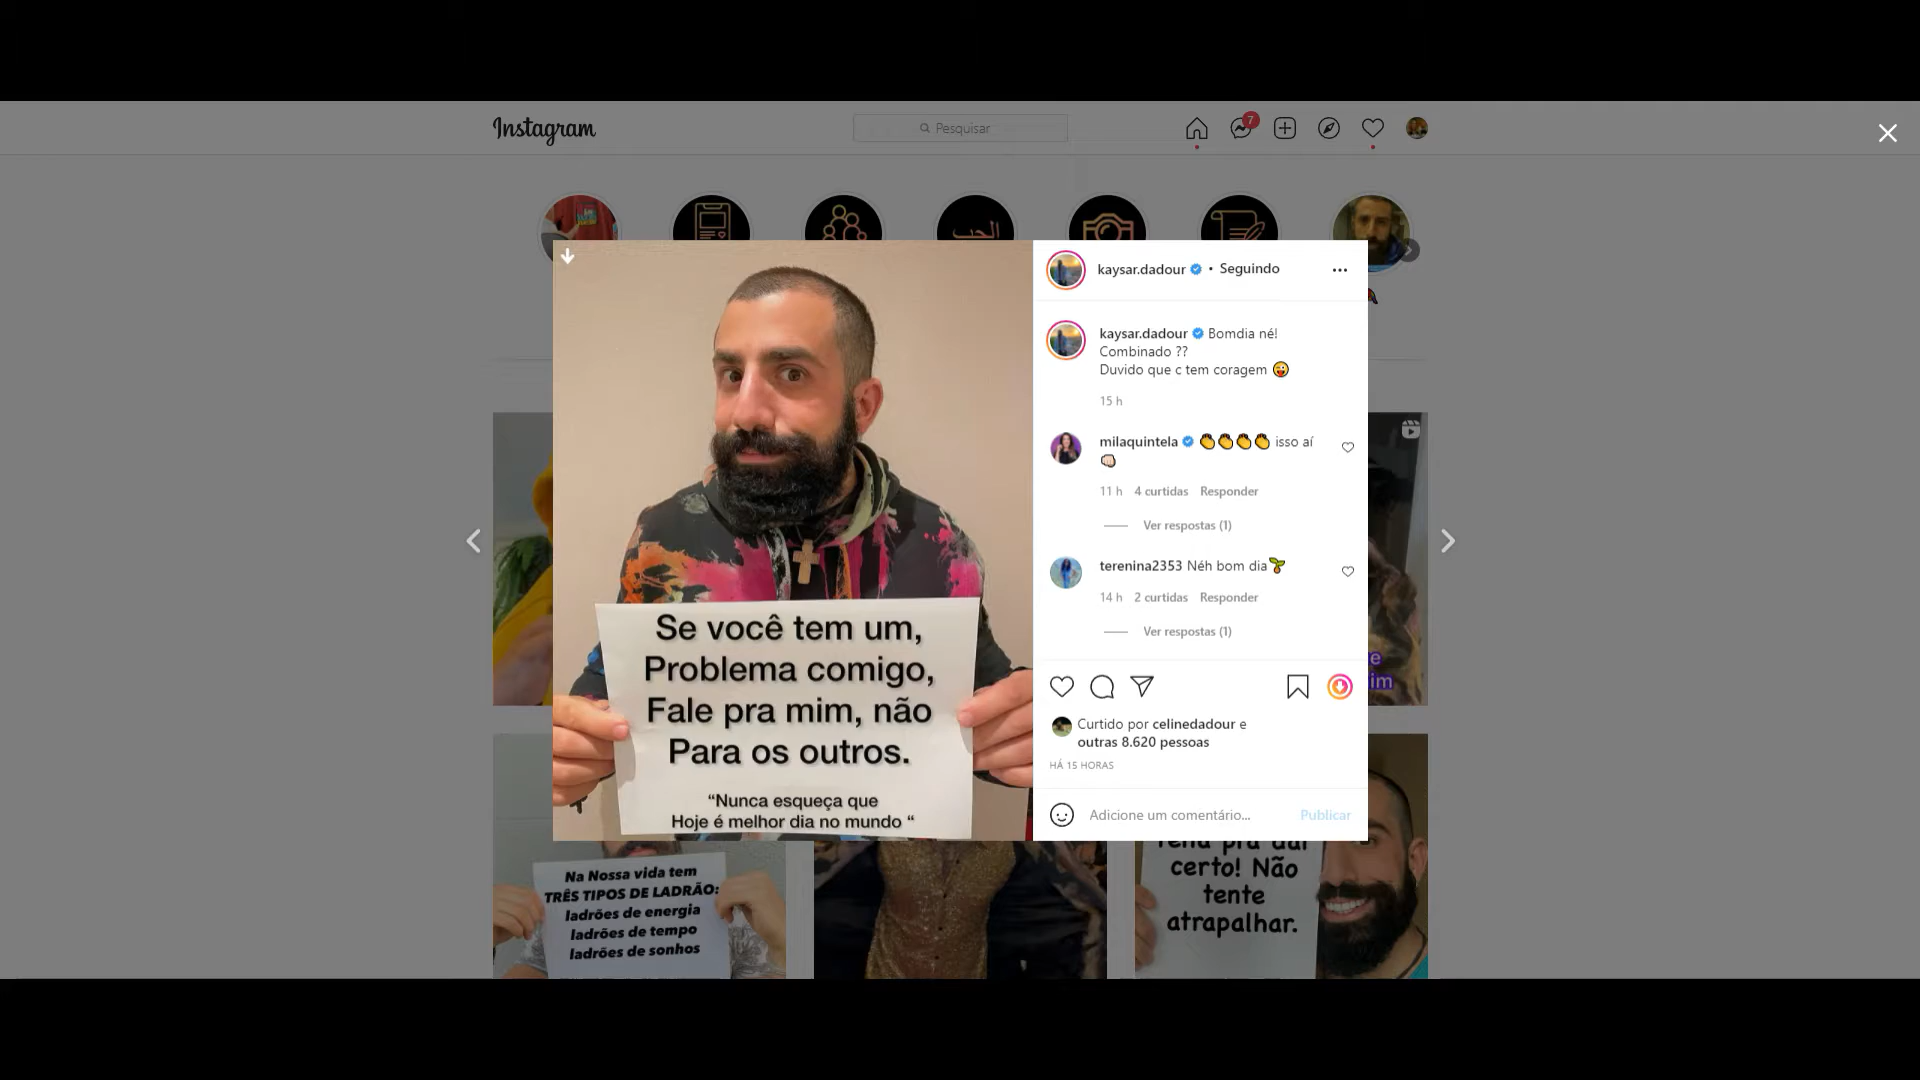 Instagram
Pesquisar
7
الحب
kaysar.dadour • Seguindo
kaysar.dadour Bomdia né!
Combinado ??
Duvido que c tem coragem 😜
15 h
milaquintela 👏👏👏👏 isso aí
👊🏻
11 h 4 curtidas Responder
Ver respostas (1)
terenina2353 Néh bom dia🌱
14 h 2 curtidas Responder
Ver respostas (1)
Curtido por celinedadour e
outras 8.620 pessoas
HÁ 15 HORAS
Adicione um comentário... Publicar
Se você tem um,
Problema comigo,
Fale pra mim, não
Para os outros.
“Nunca esqueça que
Hoje é melhor dia no mundo “
Na Nossa vida tem
TRÊS TIPOS DE LADRÃO:
ladrões de energia
ladrões de tempo
ladrões de sonhos
pra dar
certo! Não
tente
atrapalhar.